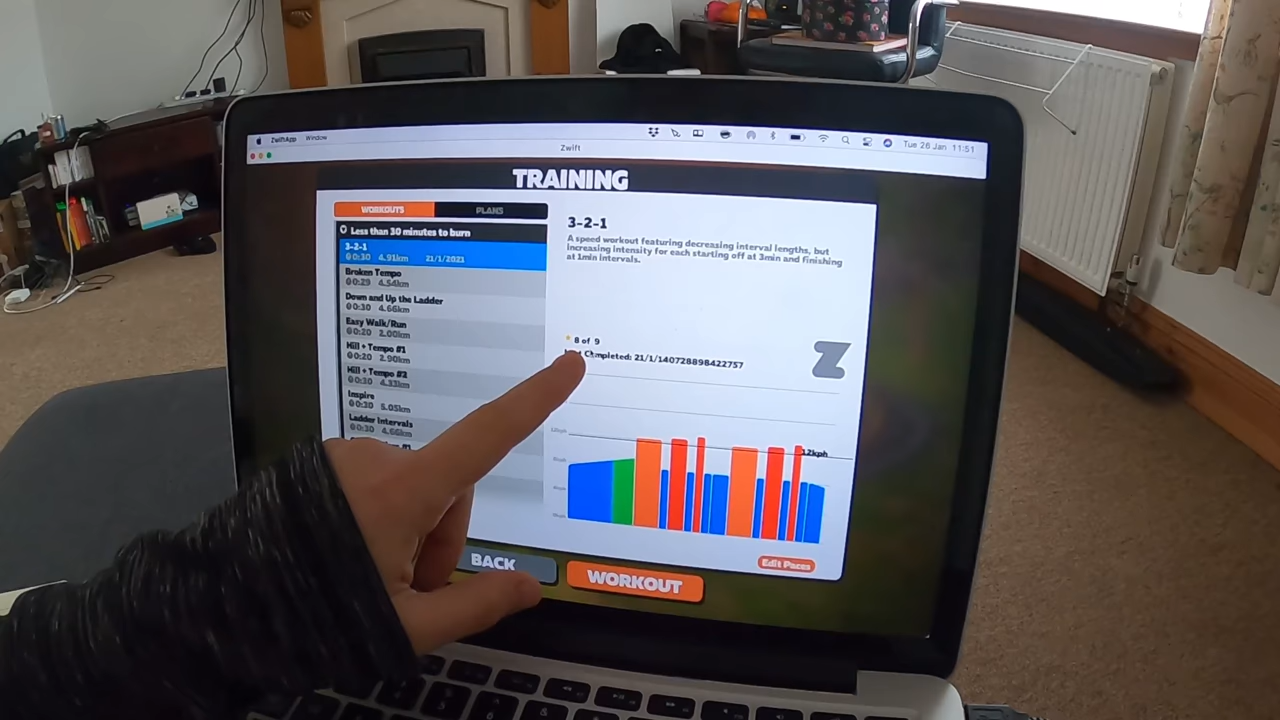 ZwiftApp Window
Tue 26 Jan 11:51
Zwift
TRAINING
WORKOUTS PLANS
Less than 30 minutes to burn
3-2-1
00:30 4.91km 21/1/2021
Broken Tempo
00:29 4.54km
Down and Up the Ladder
00:30 4.66km
Easy Walk/Run
00:20 2.00km
Hill + Tempo #1
00:20 2.90km
Hill + Tempo #2
00:30 4.33km
Inspire
00:30 5.05km
Ladder Intervals
00:30 4.66km
3-2-1
A speed workout featuring decreasing interval lengths, but
increasing intensity for each starting off at 3min and finishing
at 1min intervals.
8 of 9
Completed: 21/1/140728898422757
12kph
Edit Paces
BACK WORKOUT